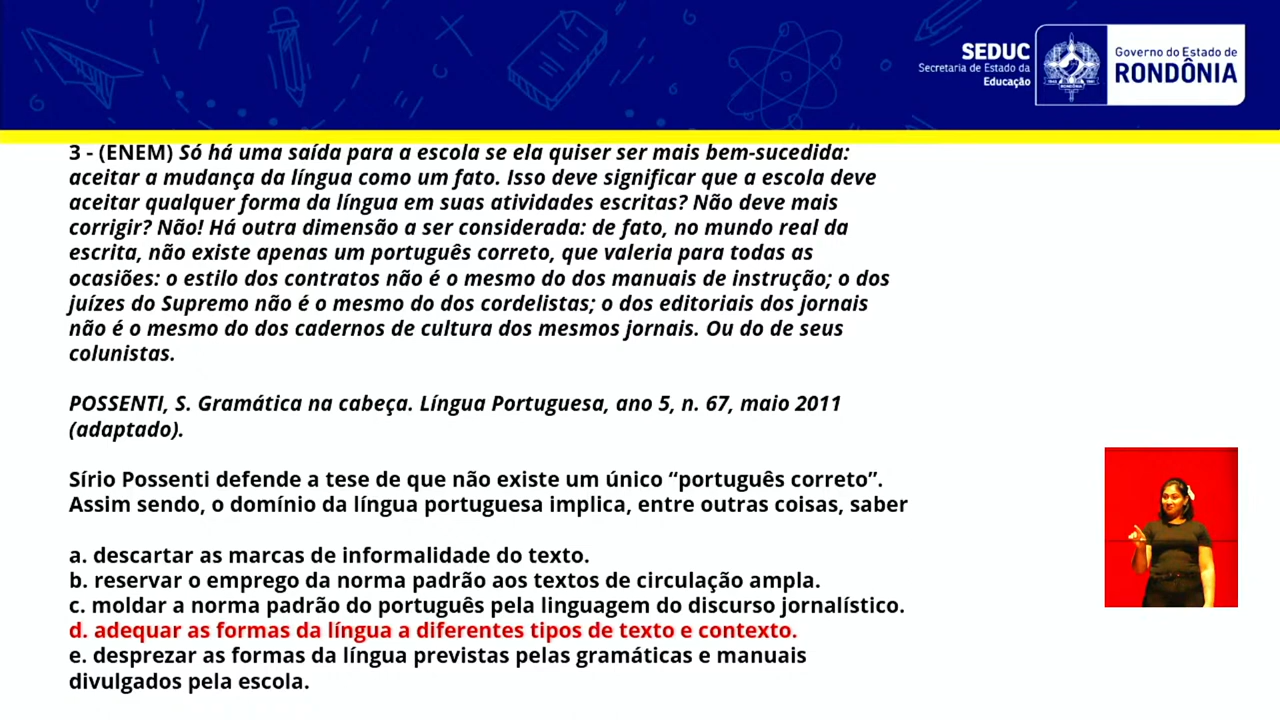 SEDUC
Secretaria de Estado da
Educação
Governo do Estado de
RONDÔNIA
3 - (ENEM) Só há uma saída para a escola se ela quiser ser mais bem-sucedida:
aceitar a mudança da língua como um fato. Isso deve significar que a escola deve
aceitar qualquer forma da língua em suas atividades escritas? Não deve mais
corrigir? Não! Há outra dimensão a ser considerada: de fato, no mundo real da
escrita, não existe apenas um português correto, que valeria para todas as
ocasiões: o estilo dos contratos não é o mesmo do dos manuais de instrução; o dos
juízes do Supremo não é o mesmo do dos cordelistas; o dos editoriais dos jornais
não é o mesmo do dos cadernos de cultura dos mesmos jornais. Ou do de seus
colunistas.
POSSENTI, S. Gramática na cabeça. Língua Portuguesa, ano 5, n. 67, maio 2011
(adaptado).
Sírio Possenti defende a tese de que não existe um único “português correto”.
Assim sendo, o domínio da língua portuguesa implica, entre outras coisas, saber
a. descartar as marcas de informalidade do texto.
b. reservar o emprego da norma padrão aos textos de circulação ampla.
c. moldar a norma padrão do português pela linguagem do discurso jornalístico.
d. adequar as formas da língua a diferentes tipos de texto e contexto.
e. desprezar as formas da língua previstas pelas gramáticas e manuais
divulgados pela escola.